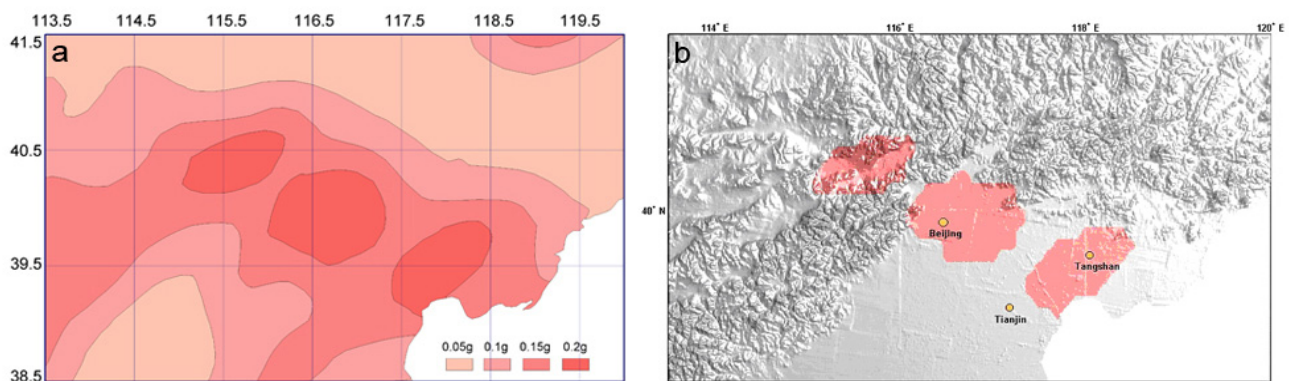 113.5 114.5 115.5 116.5 117.5 118.5 119.5
41.5
a
40.5
39.5
38.5
0.05g 0.1g 0.15g 0.2g
114° E 116° E 118° E 120° E
b
40° N
Beijing
Tangshan
Tianjin